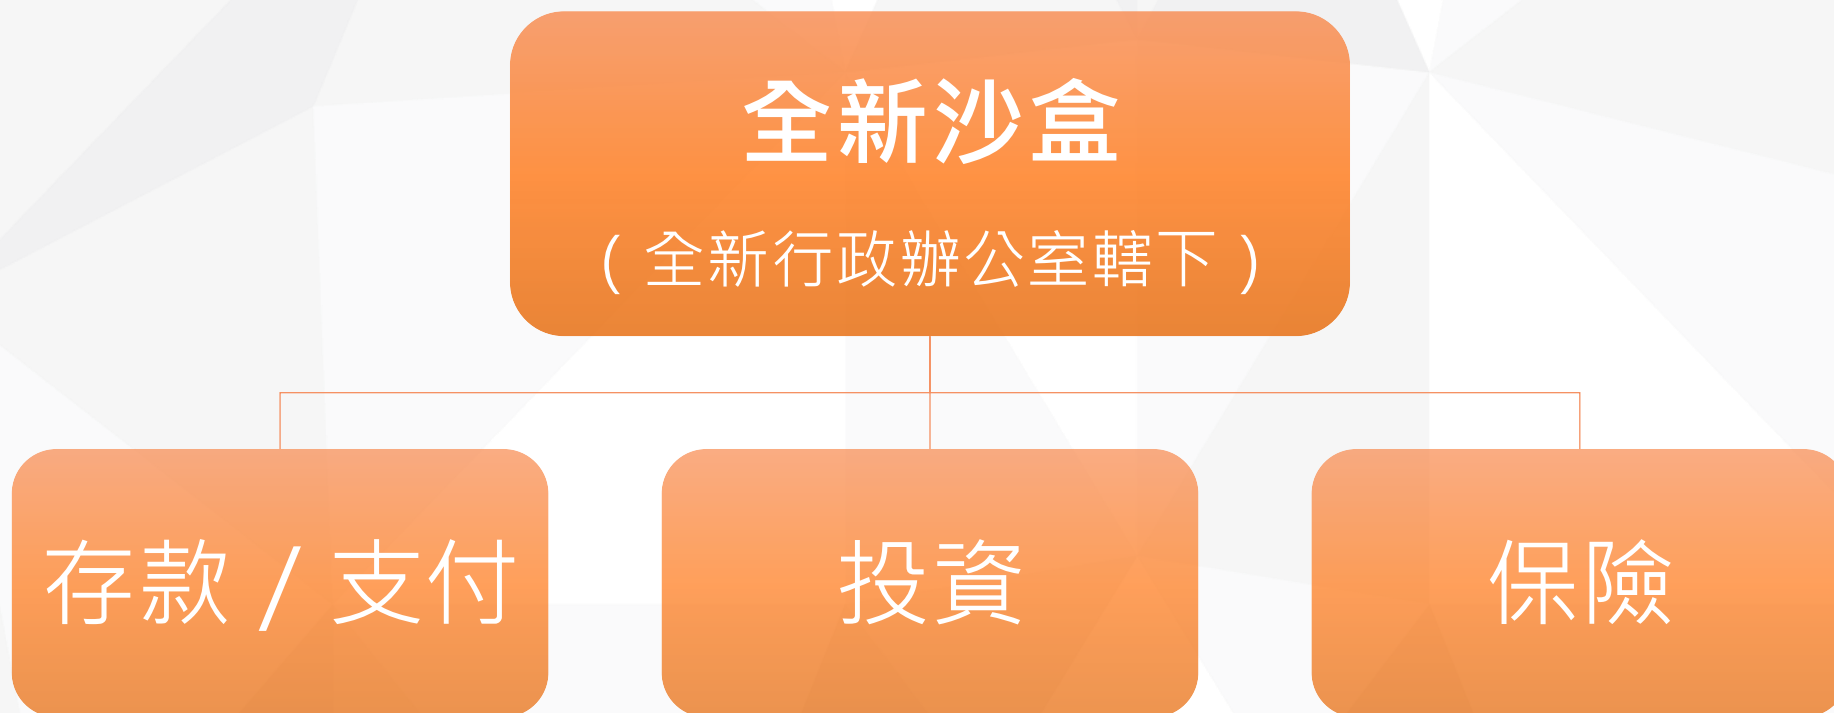 全新沙盒
( 全新行政辦公室轄下 )
存款 / 支付
投資
保險